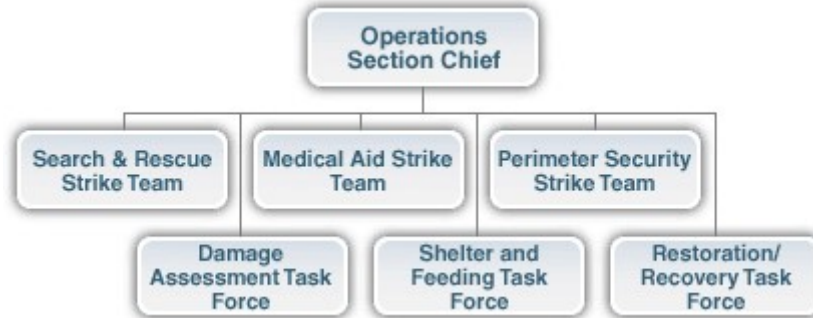 Operations
Section Chief
Search & Rescue
Strike Team
Medical Aid Strike
Team
Perimeter Security
Strike Team
Damage
Assessment Task
Force
Shelter and
Feeding Task
Force
Restoration/
Recovery Task
Force